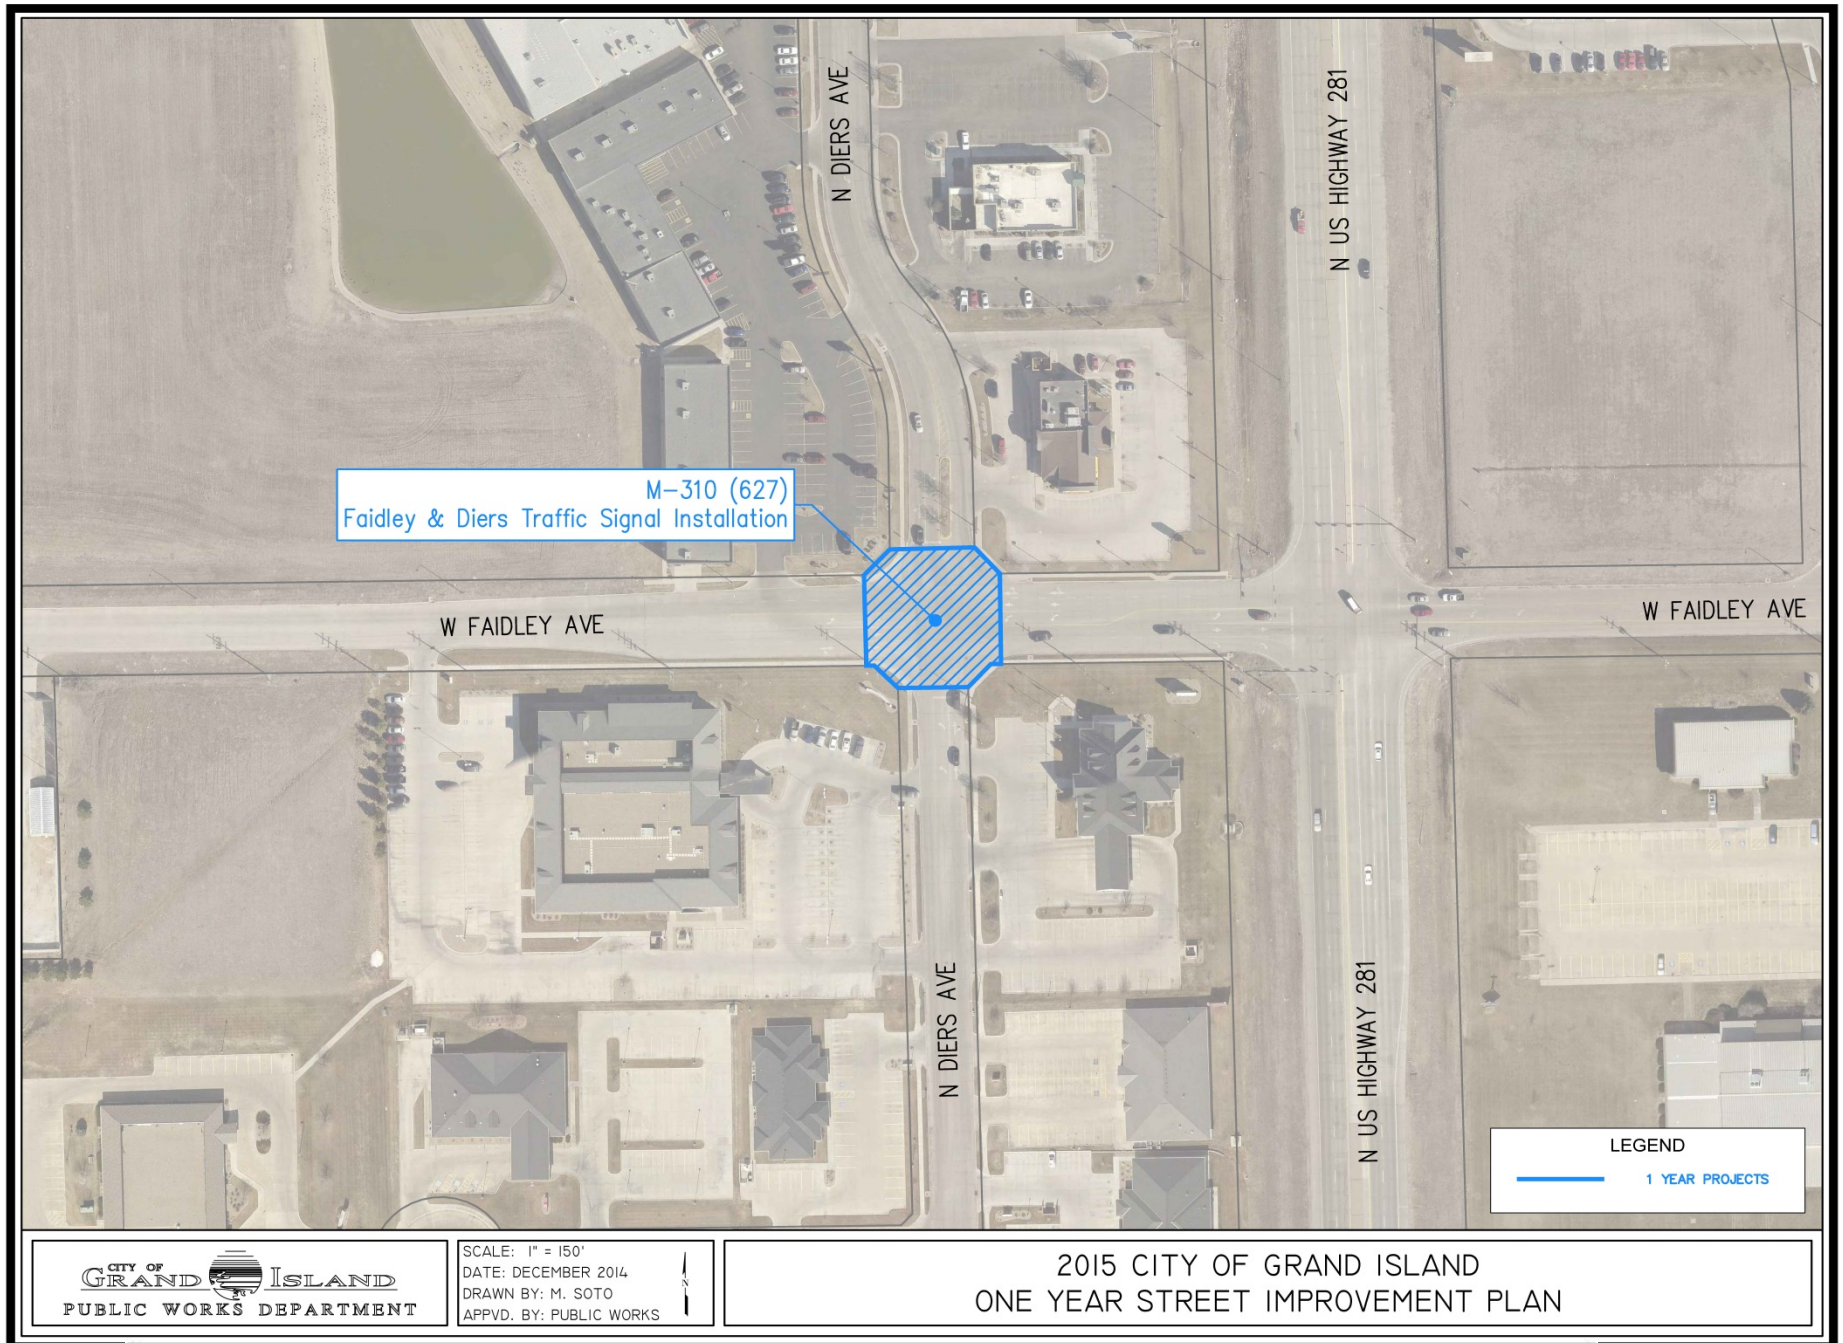 N DIERS AVE
N US HIGHWAY 281
M-310 (627)
Faidley & Diers Traffic Signal Installation
W FAIDLEY AVE
W FAIDLEY AVE
N DIERS AVE
N US HIGHWAY 281
LEGEND
1 YEAR PROJECTS
CITY OF
GRAND ISLAND
PUBLIC WORKS DEPARTMENT
SCALE: 1" = 150'
DATE: DECEMBER 2014
DRAWN BY: M. SOTO
APPVD. BY: PUBLIC WORKS
N
2015 CITY OF GRAND ISLAND
ONE YEAR STREET IMPROVEMENT PLAN